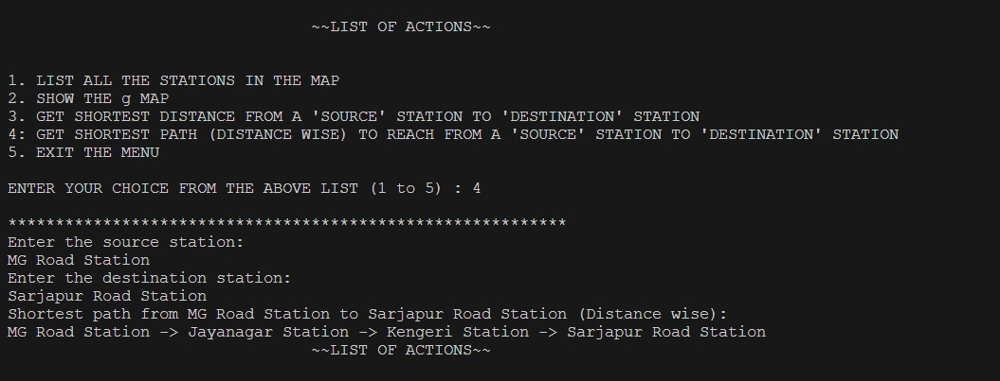 ~~LIST OF ACTIONS~~
1. LIST ALL THE STATIONS IN THE MAP
2. SHOW THE g MAP
3. GET SHORTEST DISTANCE FROM A 'SOURCE' STATION TO 'DESTINATION' STATION
4: GET SHORTEST PATH (DISTANCE WISE) TO REACH FROM A 'SOURCE' STATION TO 'DESTINATION' STATION
5. EXIT THE MENU
ENTER YOUR CHOICE FROM THE ABOVE LIST (1 to 5) : 4
***********************************************************
Enter the source station:
MG Road Station
Enter the destination station:
Sarjapur Road Station
Shortest path from MG Road Station to Sarjapur Road Station (Distance wise):
MG Road Station -> Jayanagar Station -> Kengeri Station -> Sarjapur Road Station
~~LIST OF ACTIONS~~